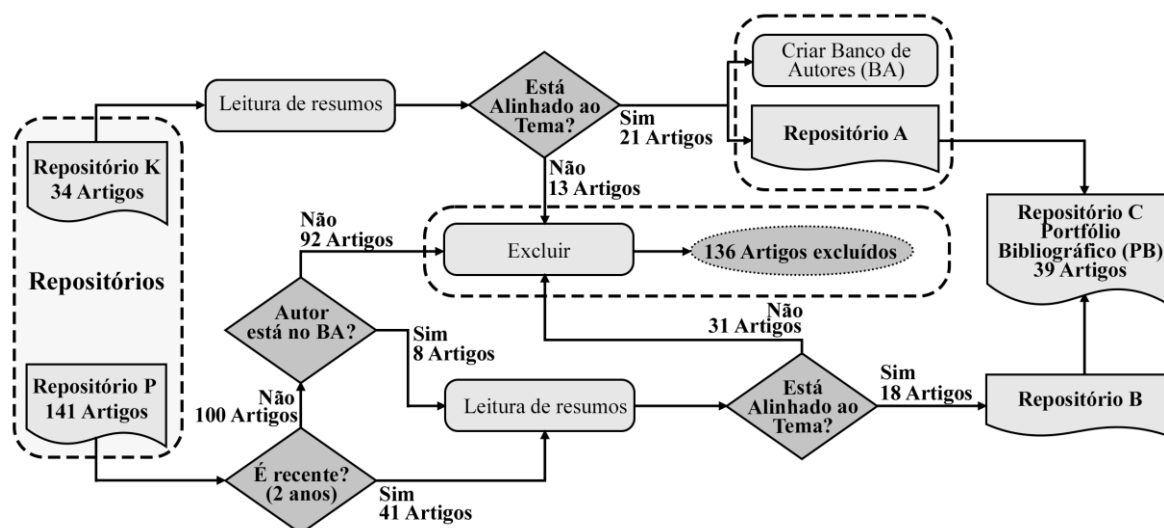 Leitura de resumos
Está
Alinhado ao
Tema?
Sim
21 Artigos
Criar Banco de
Autores (BA)
Repositório A
Não
13 Artigos
Repositório K
34 Artigos
Repositórios
Repositório P
141 Artigos
Não
92 Artigos
Excluir
136 Artigos excluídos
Repositório C
Portfólio
Bibliográfico (PB)
39 Artigos
Autor
está no BA?
Sim
8 Artigos
Não
100 Artigos
É recente?
(2 anos)
Sim
41 Artigos
Leitura de resumos
Não
31 Artigos
Está
Alinhado ao
Tema?
Sim
18 Artigos
Repositório B